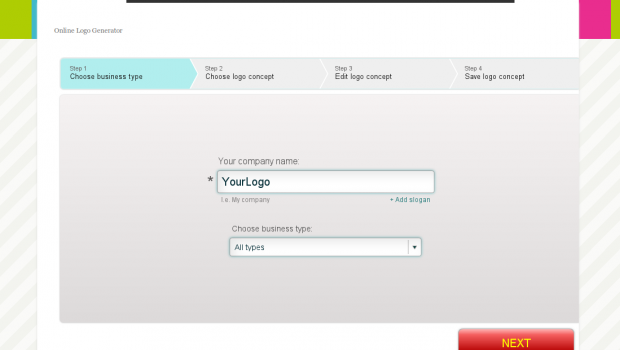 Online Logo Generator
Step 1
Choose business type
Step 2
Choose logo concept
Step 3
Edit logo concept
Step 4
Save logo concept
Your company name:
* YourLogo
i.e. My company
+ Add slogan
Choose business type:
All types
NEXT